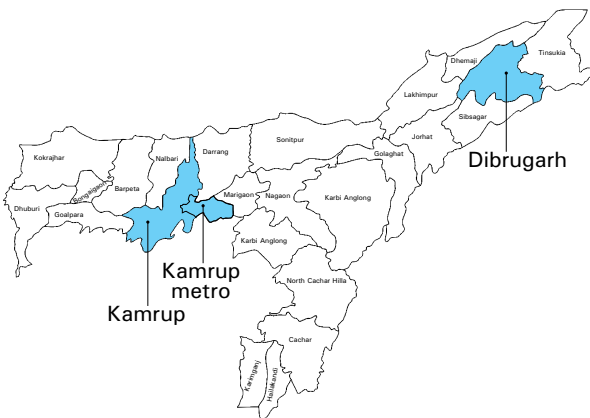 Tinsukia
Dhemaji
Lakhimpur
Sibsagar
Jorhat
Sonitpur
Golaghat
Dibrugarh
Darrang
Nalbari
Kokrajhar
Barpeta
Bongaigaon
Marigaon
Nagaon
Karbi Anglong
Dhuburi
Goalpara
Karbi Anglong
Kamrup
metro
North Cachar Hilla
Kamrup
Cachar
Karimganj
Hailakandi